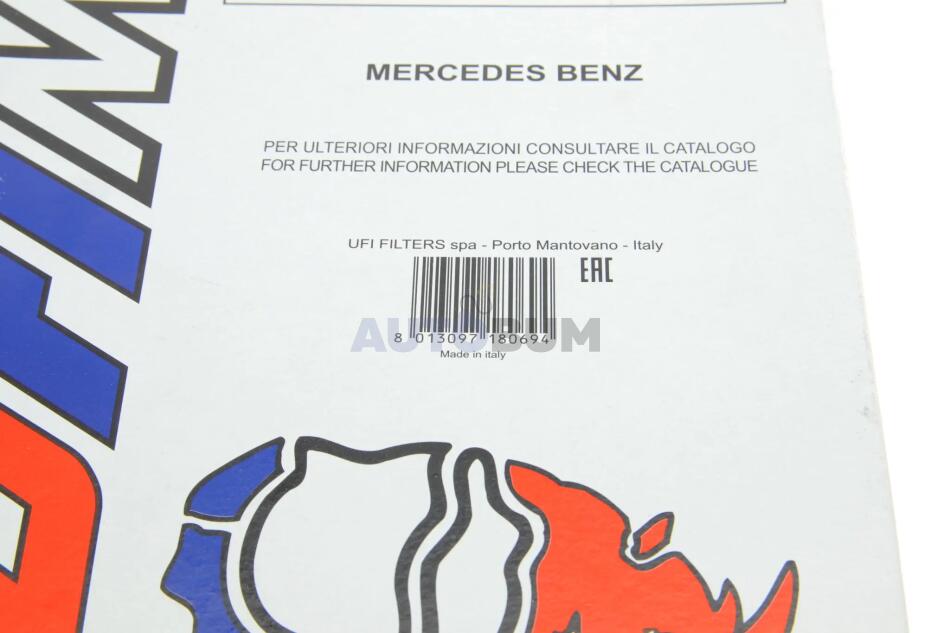 MERCEDES BENZ
PER ULTERIORI INFORMAZIONI CONSULTARE IL CATALOGO
FOR FURTHER INFORMATION PLEASE CHECK THE CATALOGUE
UFI FILTERS spa - Porto Mantovano - Italy
EAC
AUTOBUM
8 013097 180694
Made in italy